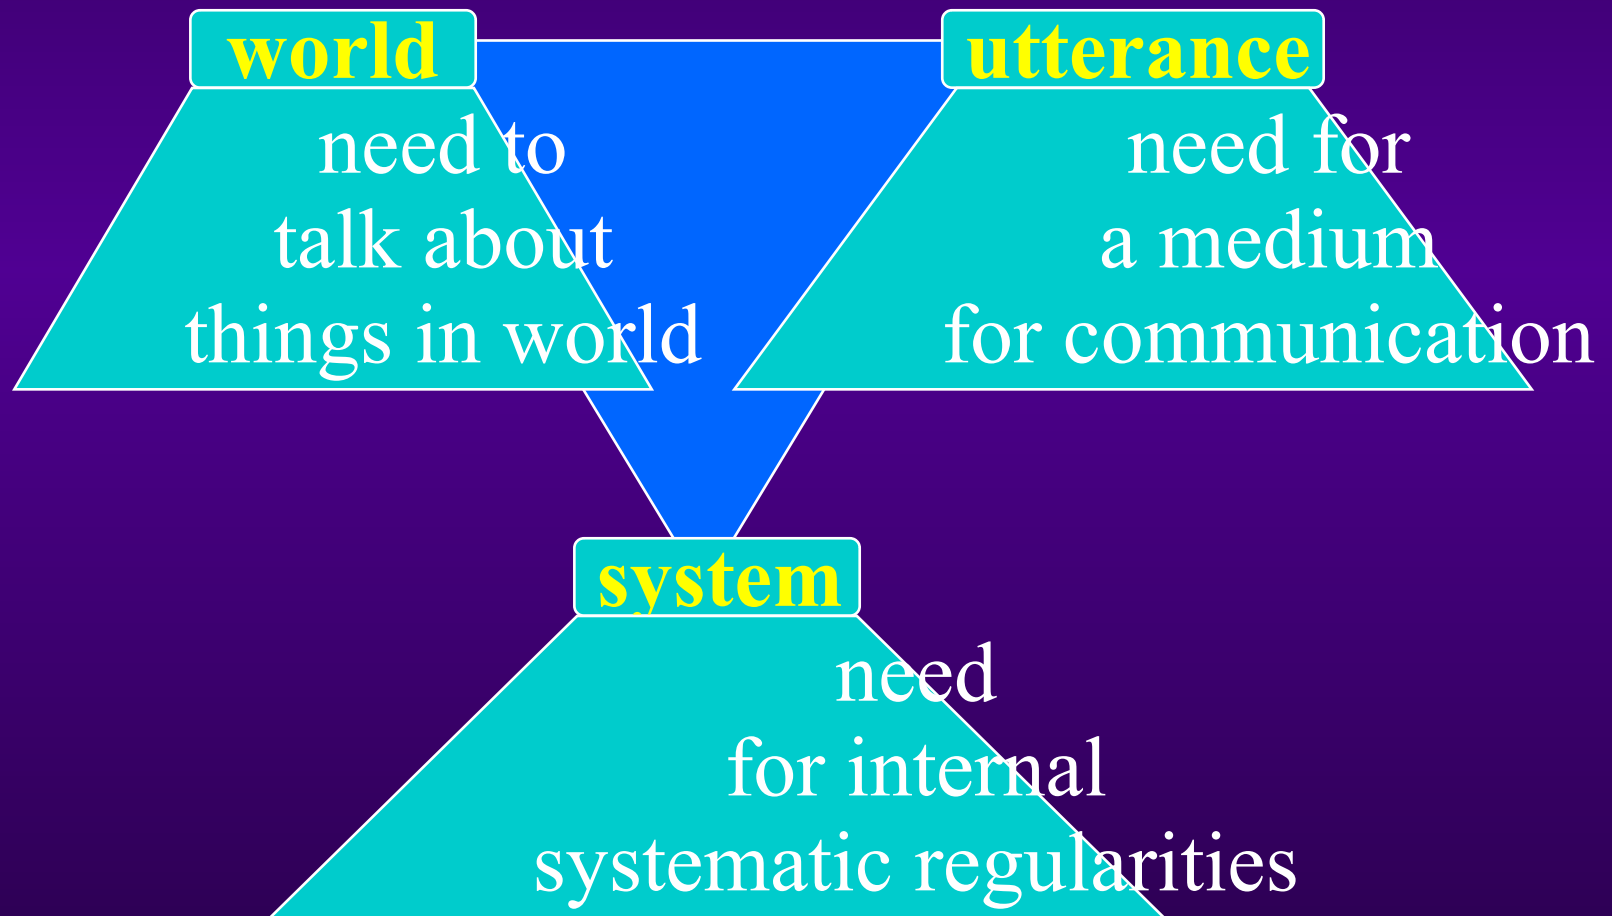 world
need to
talk about
things in world
utterance
need for
a medium
for communication
system
need
for internal
systematic regularities